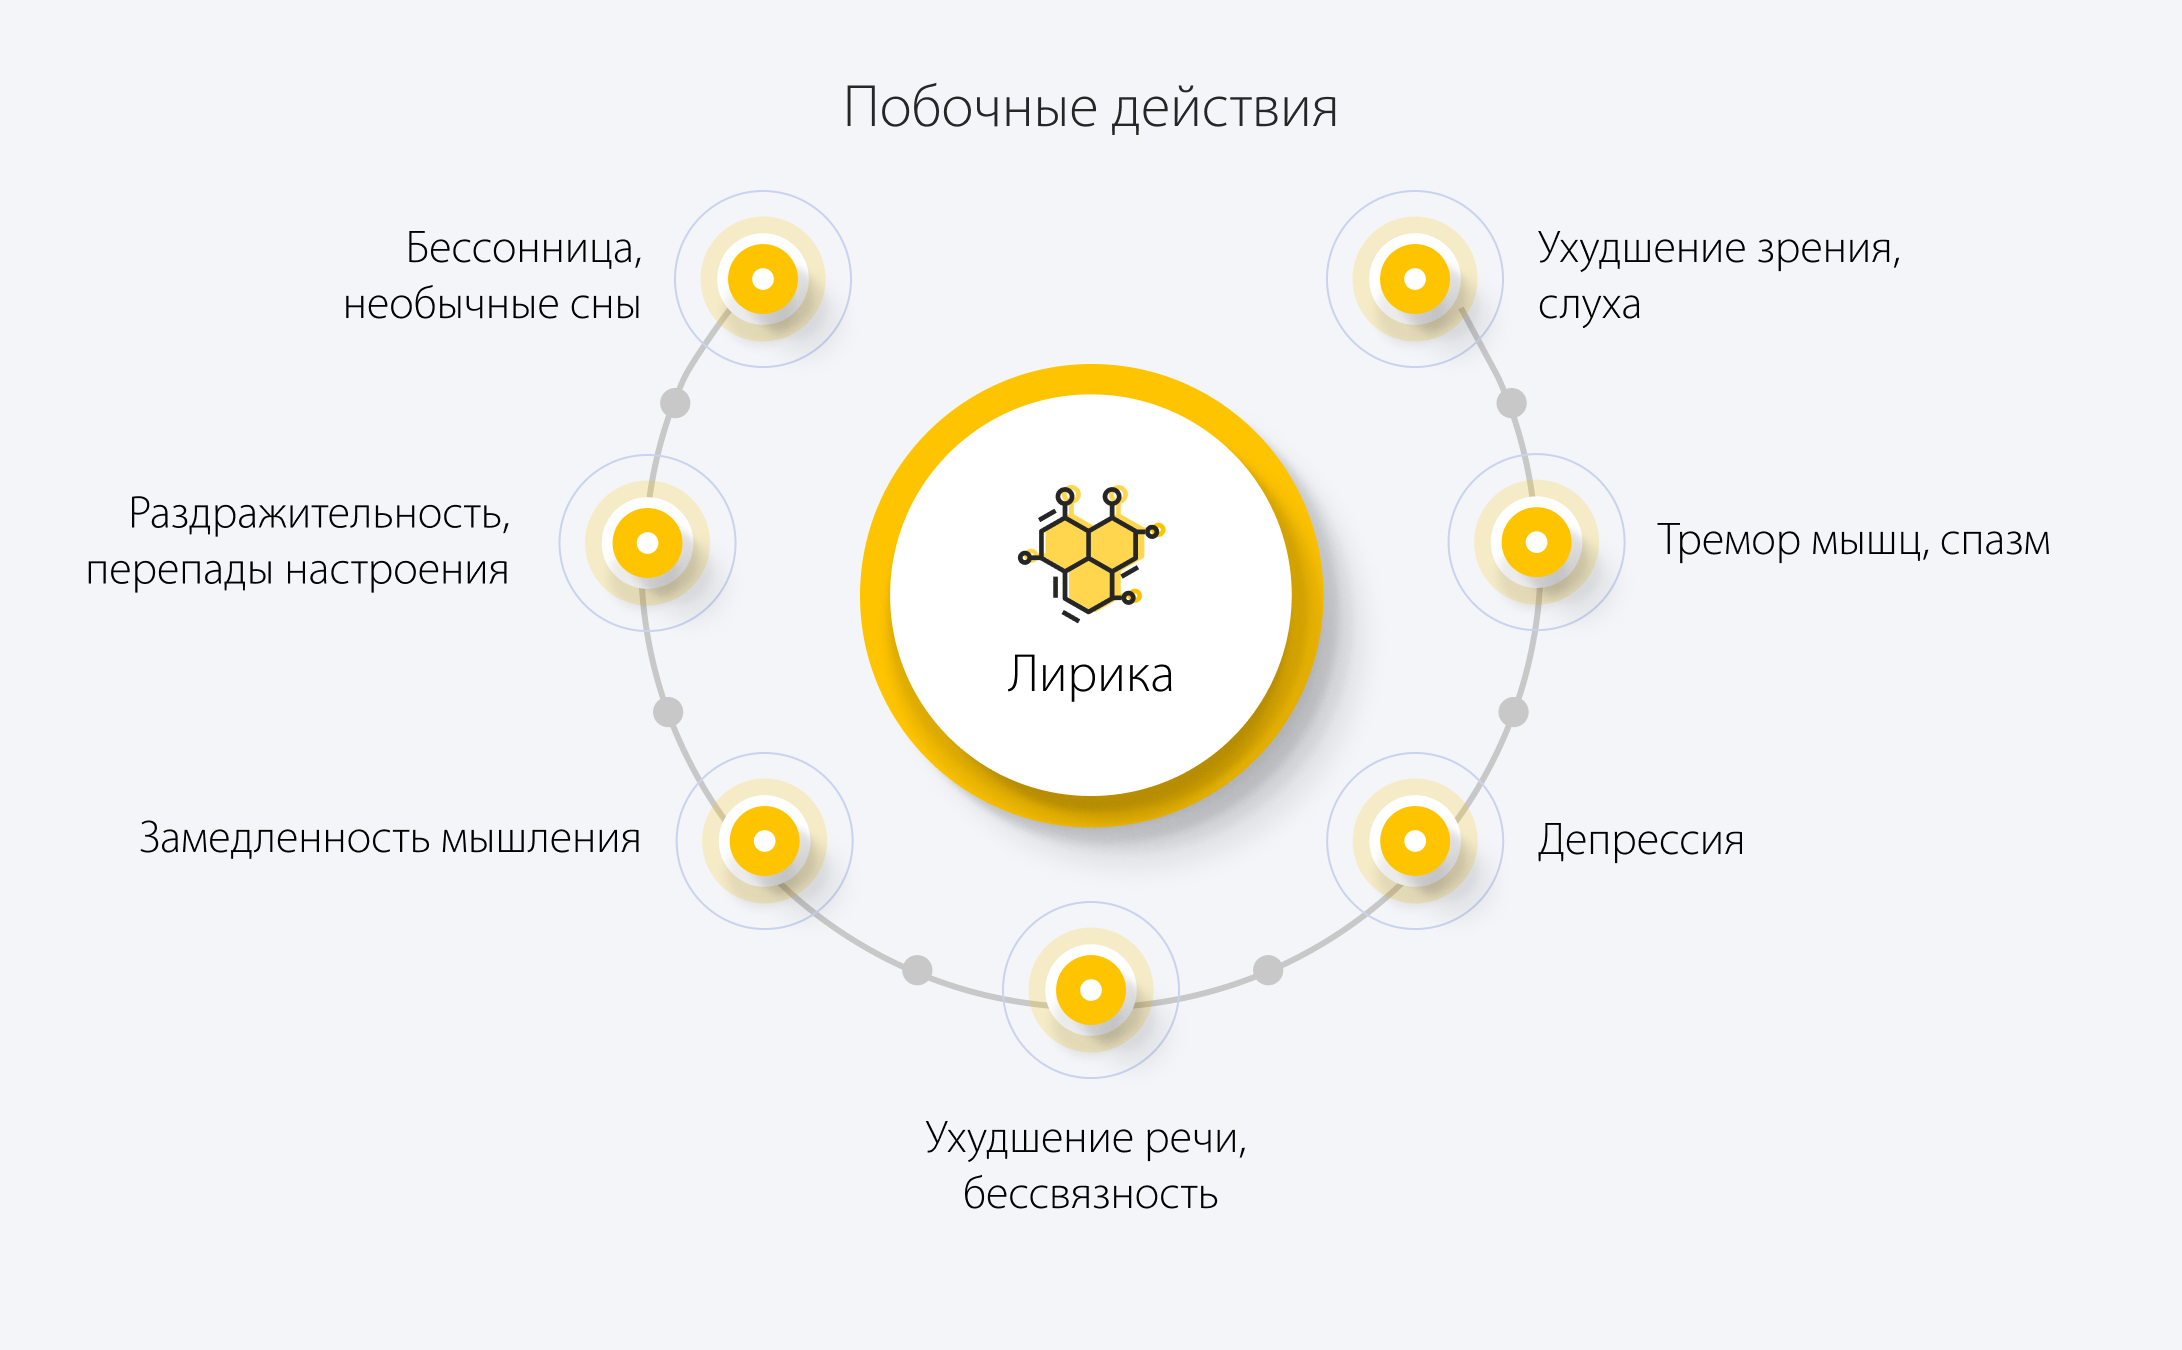 Побочные действия
Бессонница,
необычные сны
Ухудшение зрения,
слуха
Раздражительность,
перепады настроения
Тремор мышц, спазм
Лирика
Замедленность мышления
Депрессия
Ухудшение речи,
бессвязность